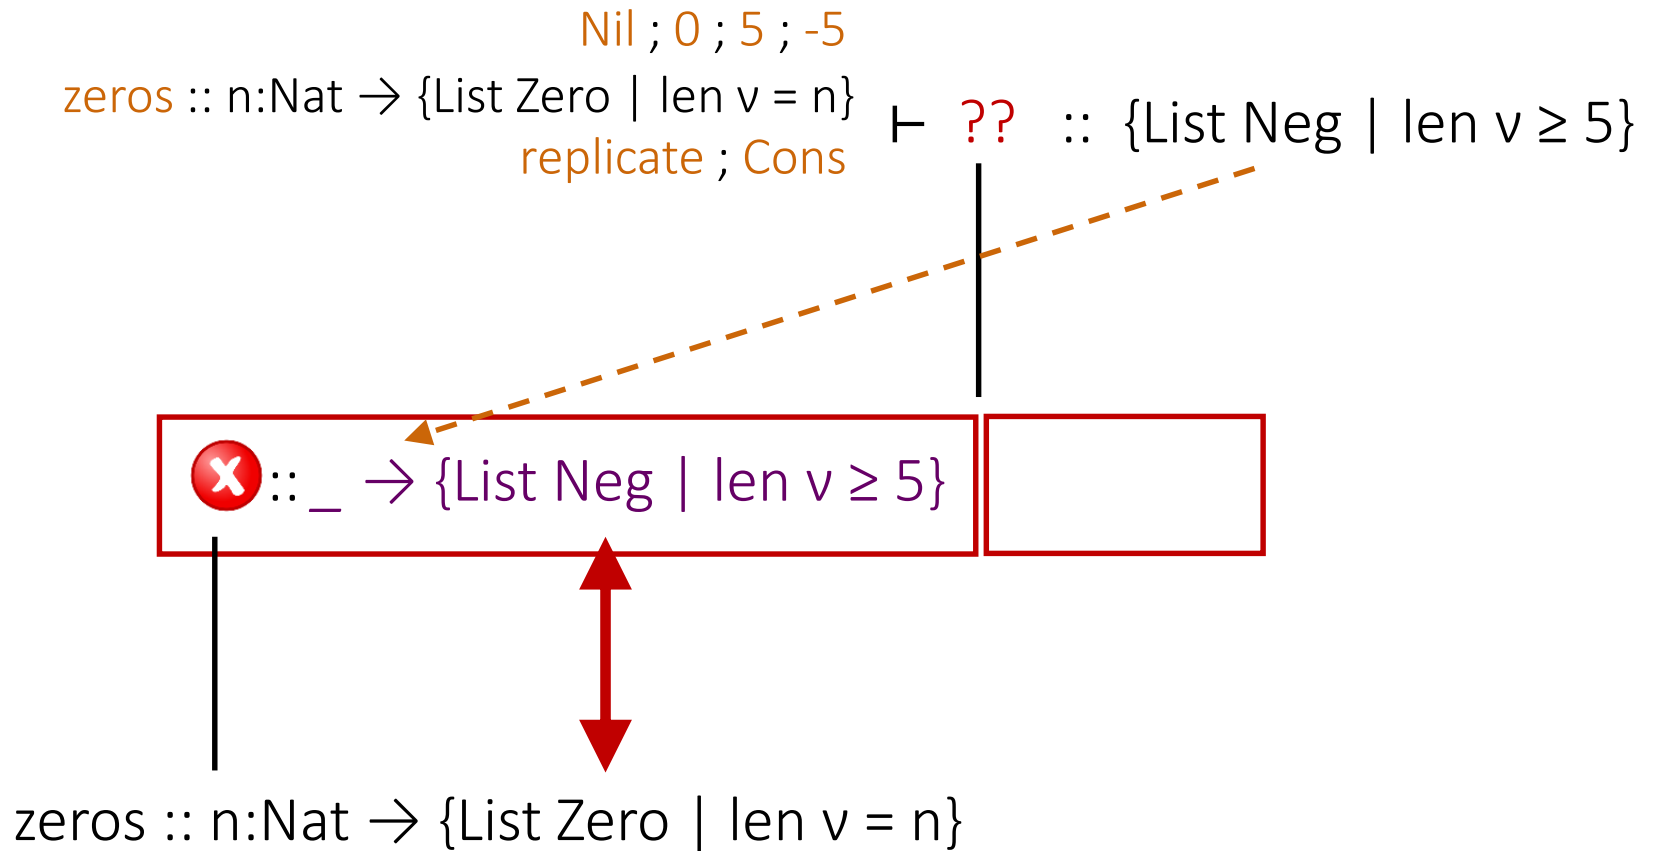 Nil ; 0 ; 5 ; -5
zeros :: n:Nat → {List Zero | len ν = n}
replicate ; Cons
⊢ ?? :: {List Neg | len ν ≥ 5}
:: _ → {List Neg | len ν ≥ 5}
zeros :: n:Nat → {List Zero | len ν = n}